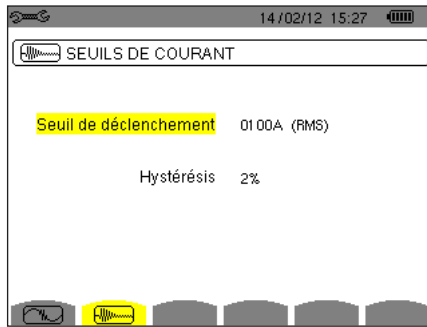 14/02/12 15:27
SEUILS DE COURANT
Seuil de déclenchement 0100A (RMS)
Hystérésis 2%